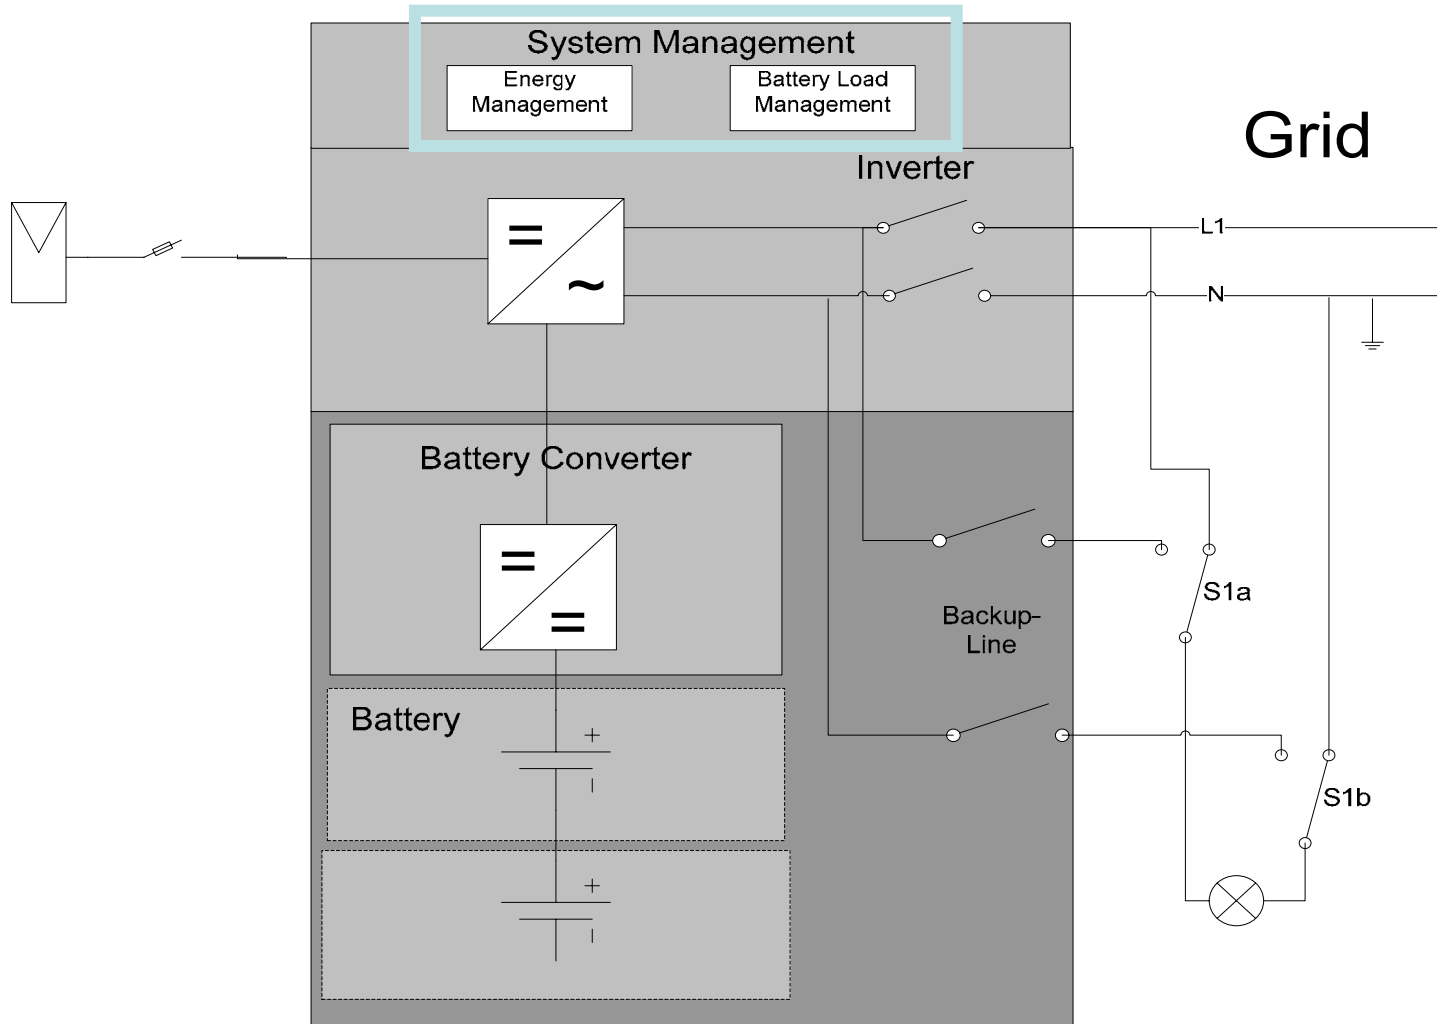 System Management
Energy
Management
Battery Load
Management
Grid
Inverter
L1
=
~
N
Battery Converter
=
=
S1a
Backup-
Line
Battery
+
–
S1b
+
–